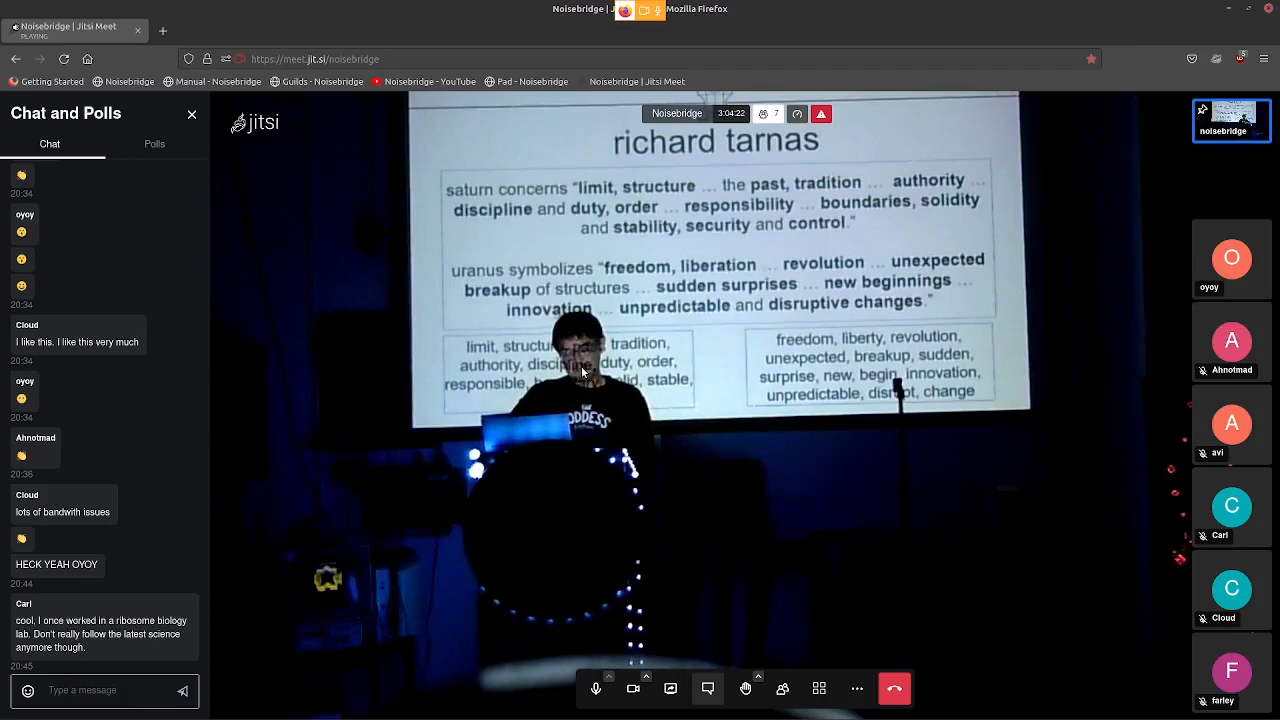 Noisebridge | J
Mozilla Firefox
Noisebridge | Jitsi Meet
PLAYING
https://meet.jit.si/noisebridge
Getting Started
Noisebridge
Manual - Noisebridge
Guilds - Noisebridge
Noisebridge - YouTube
Pad - Noisebridge
Noisebridge | Jitsi Meet
Chat and Polls
Chat
Polls
20:34
oyoy
20:34
Cloud
I like this. I like this very much
20:34
oyoy
20:34
Ahnotmad
20:36
Cloud
lots of bandwith issues
HECK YEAH OYOY
20:44
Carl
cool, I once worked in a ribosome biology
lab. Don't really follow the latest science
anymore though.
20:45
Type a message
jitsi
Noisebridge
3:04:22
7
richard tarnas
saturn concerns "limit, structure ... the past, tradition ... authority ...
discipline and duty, order ... responsibility ... boundaries, solidity
and stability, security and control."
uranus symbolizes "freedom, liberation ... revolution ... unexpected
breakup of structures ... sudden surprises ... new beginnings ...
innovation ... unpredictable and disruptive changes."
limit, tradition,
authority, discipline, duty, order,
responsible, stable,
freedom, liberty, revolution,
unexpected, breakup, sudden,
surprise, new, begin, innovation,
unpredictable, disrupt, change
THE
GODDESS
noisebridge
O
oyoy
A
Ahnotmad
A
avi
C
Carl
C
Cloud
F
farley